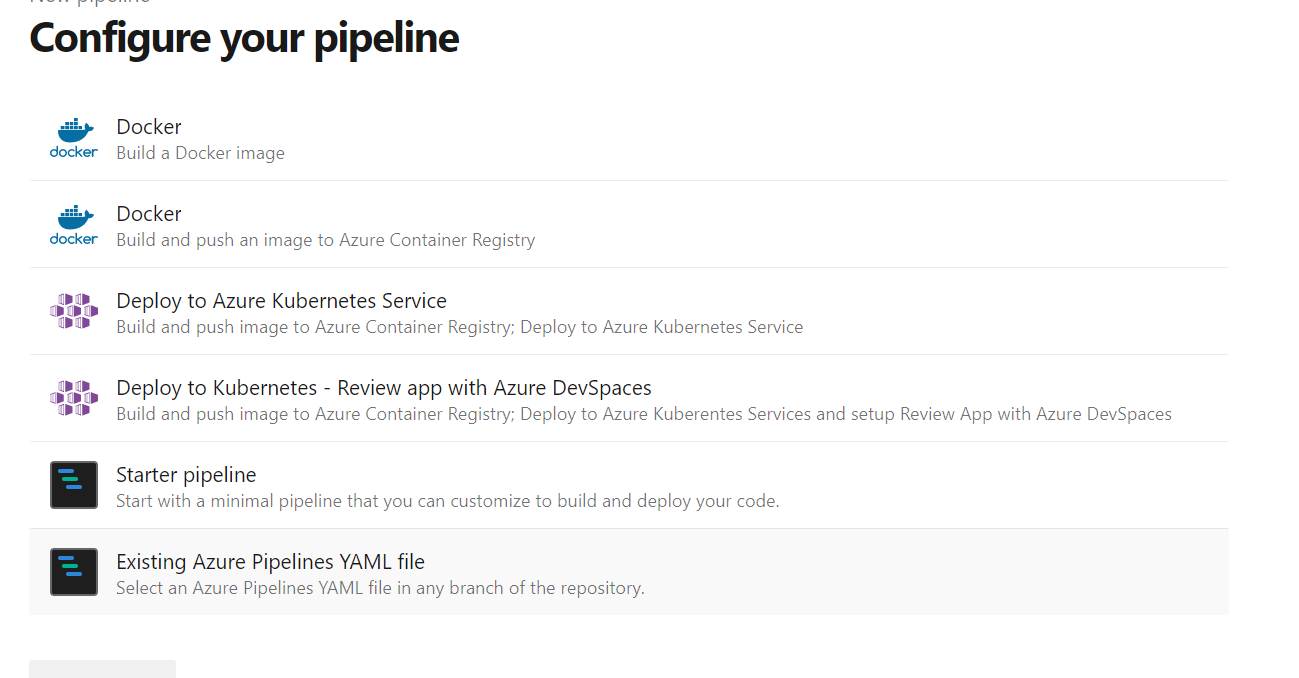 New pipeline
Configure your pipeline
docker
Docker
Build a Docker image
docker
Docker
Build and push an image to Azure Container Registry
Deploy to Azure Kubernetes Service
Build and push image to Azure Container Registry; Deploy to Azure Kubernetes Service
Deploy to Kubernetes - Review app with Azure DevSpaces
Build and push image to Azure Container Registry; Deploy to Azure Kuberentes Services and setup Review App with Azure DevSpaces
Starter pipeline
Start with a minimal pipeline that you can customize to build and deploy your code.
Existing Azure Pipelines YAML file
Select an Azure Pipelines YAML file in any branch of the repository.